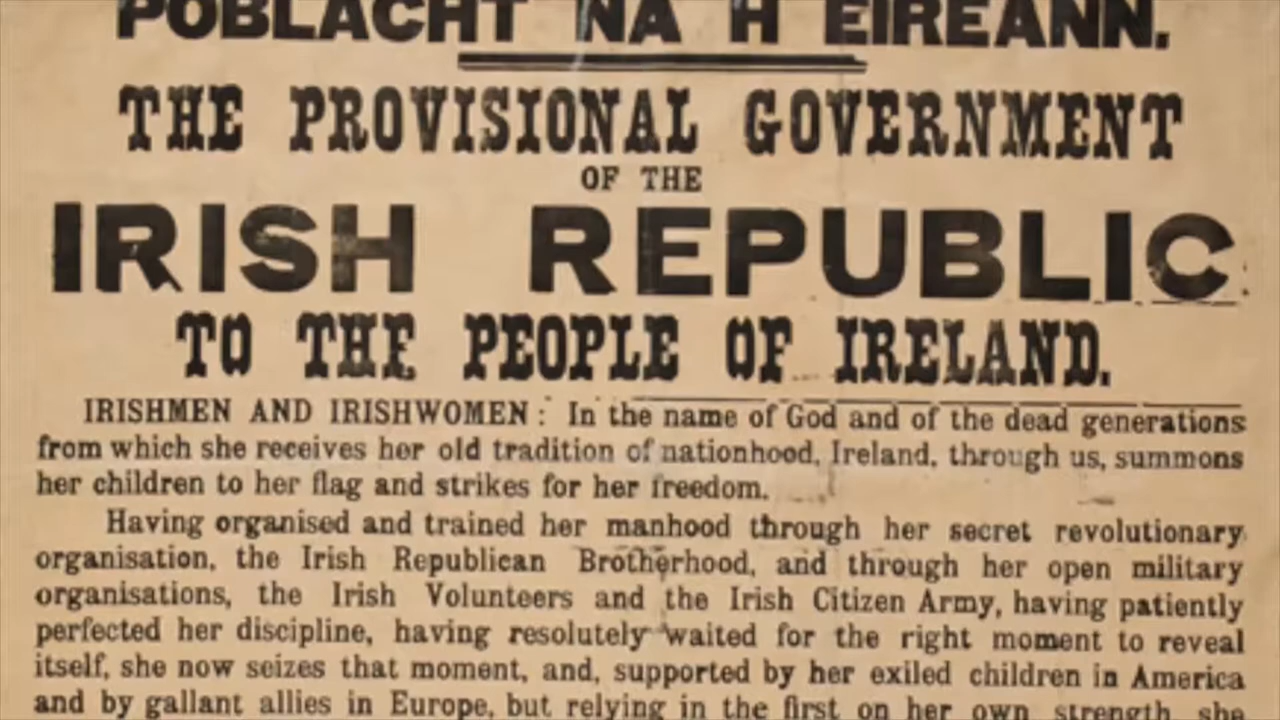 POBLACHT NA H EIREANN.
THE PROVISIONAL GOVERNMENT
OF THE
IRISH REPUBLIC
TO THE PEOPLE OF IRELAND.
IRISHMEN AND IRISHWOMEN: In the name of God and of the dead generations
from which she receives her old tradition of nationhood, Ireland, through us, summons
her children to her flag and strikes for her freedom.
Having organised and trained her manhood through her secret revolutionary
organisation, the Irish Republican Brotherhood, and through her open military
organisations, the Irish Volunteers and the Irish Citizen Army, having patiently
perfected her discipline, having resolutely waited for the right moment to reveal
itself, she now seizes that moment, and, supported by her exiled children in America
and by gallant allies in Europe, but relying in the first on her own strength, she